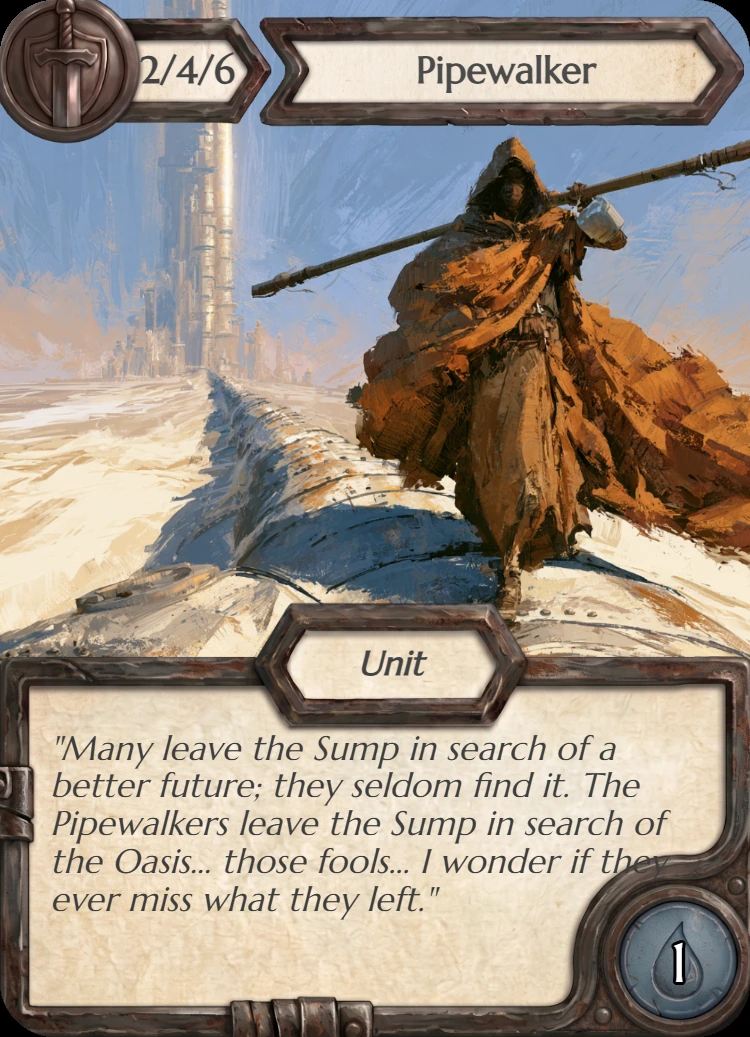 2/4/6
Pipewalker
Unit
"Many leave the Sump in search of a
better future; they seldom find it. The
Pipewalkers leave the Sump in search of
the Oasis... those fools... I wonder if they
ever miss what they left."
1